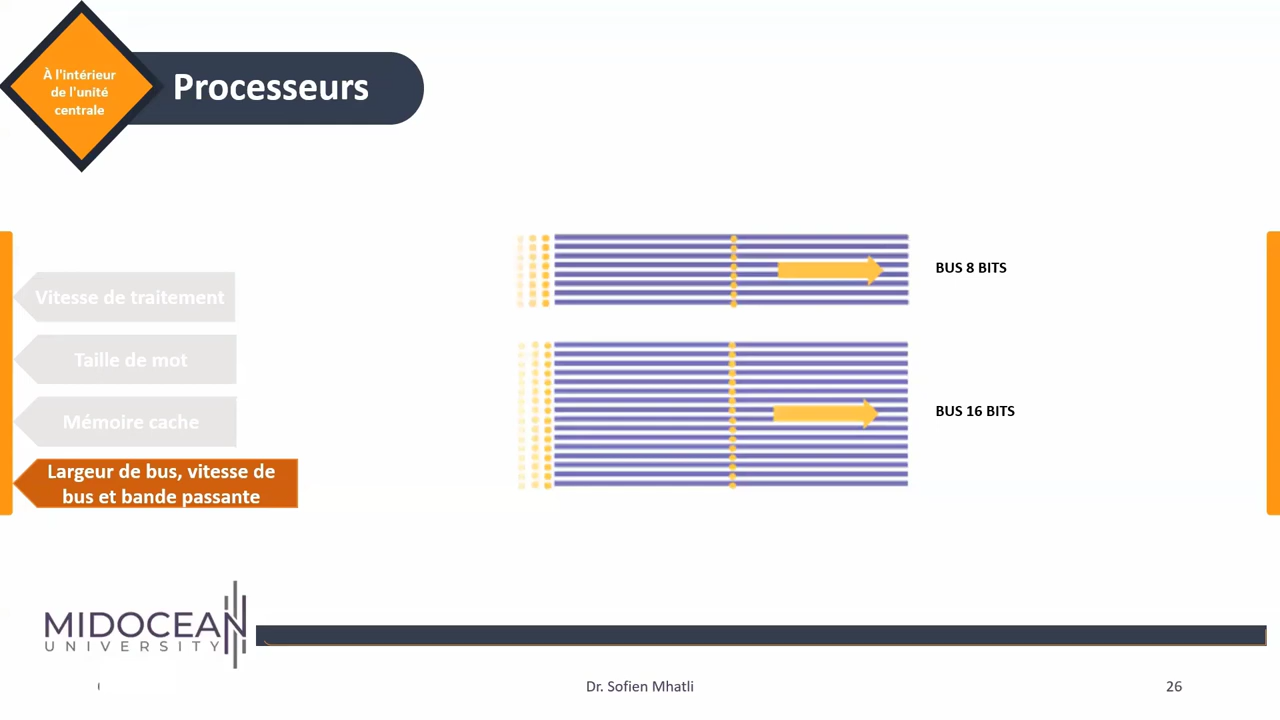 À l'intérieur
de l'unité
centrale
Processeurs
Vitesse de traitement
Taille de mot
Mémoire cache
Largeur de bus, vitesse de
bus et bande passante
BUS 8 BITS
BUS 16 BITS
MIDOCEAN
UNIVERSITY
Dr. Sofien Mhatli
26